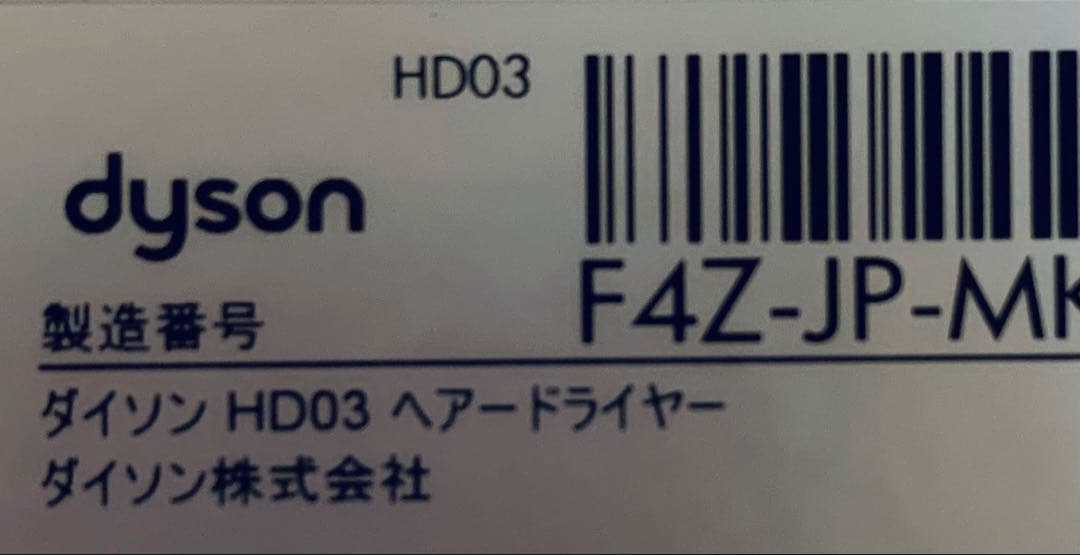 HD03
dyson
F4Z-JP-MK
製造番号
ダイソン HD03 ヘアードライヤー
ダイソン株式会社